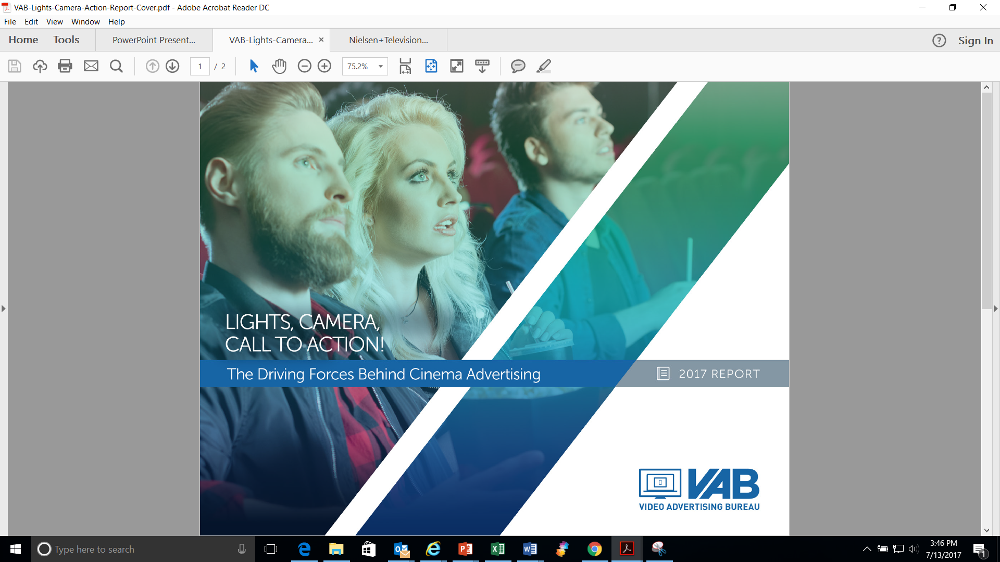 VAB-Lights-Camera-Action-Report-Cover.pdf - Adobe Acrobat Reader DC
File Edit View Window Help
Home Tools PowerPoint Present... VAB-Lights-Camera... Nielsen+Television... Sign In
1 / 2 75.2%
LIGHTS, CAMERA,
CALL TO ACTION!
The Driving Forces Behind Cinema Advertising
2017 REPORT
VAB
VIDEO ADVERTISING BUREAU
Type here to search
3:46 PM
7/13/2017
1